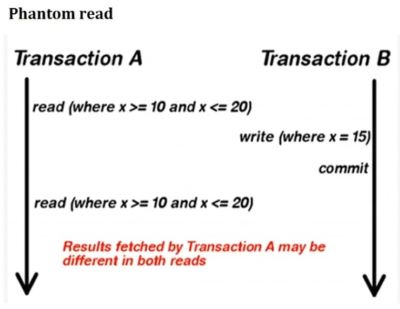 Phantom read
Transaction A
Transaction B
read (where x >= 10 and x <= 20)
write (where x = 15)
commit
read (where x >= 10 and x <= 20)
Results fetched by Transaction A may be
different in both reads